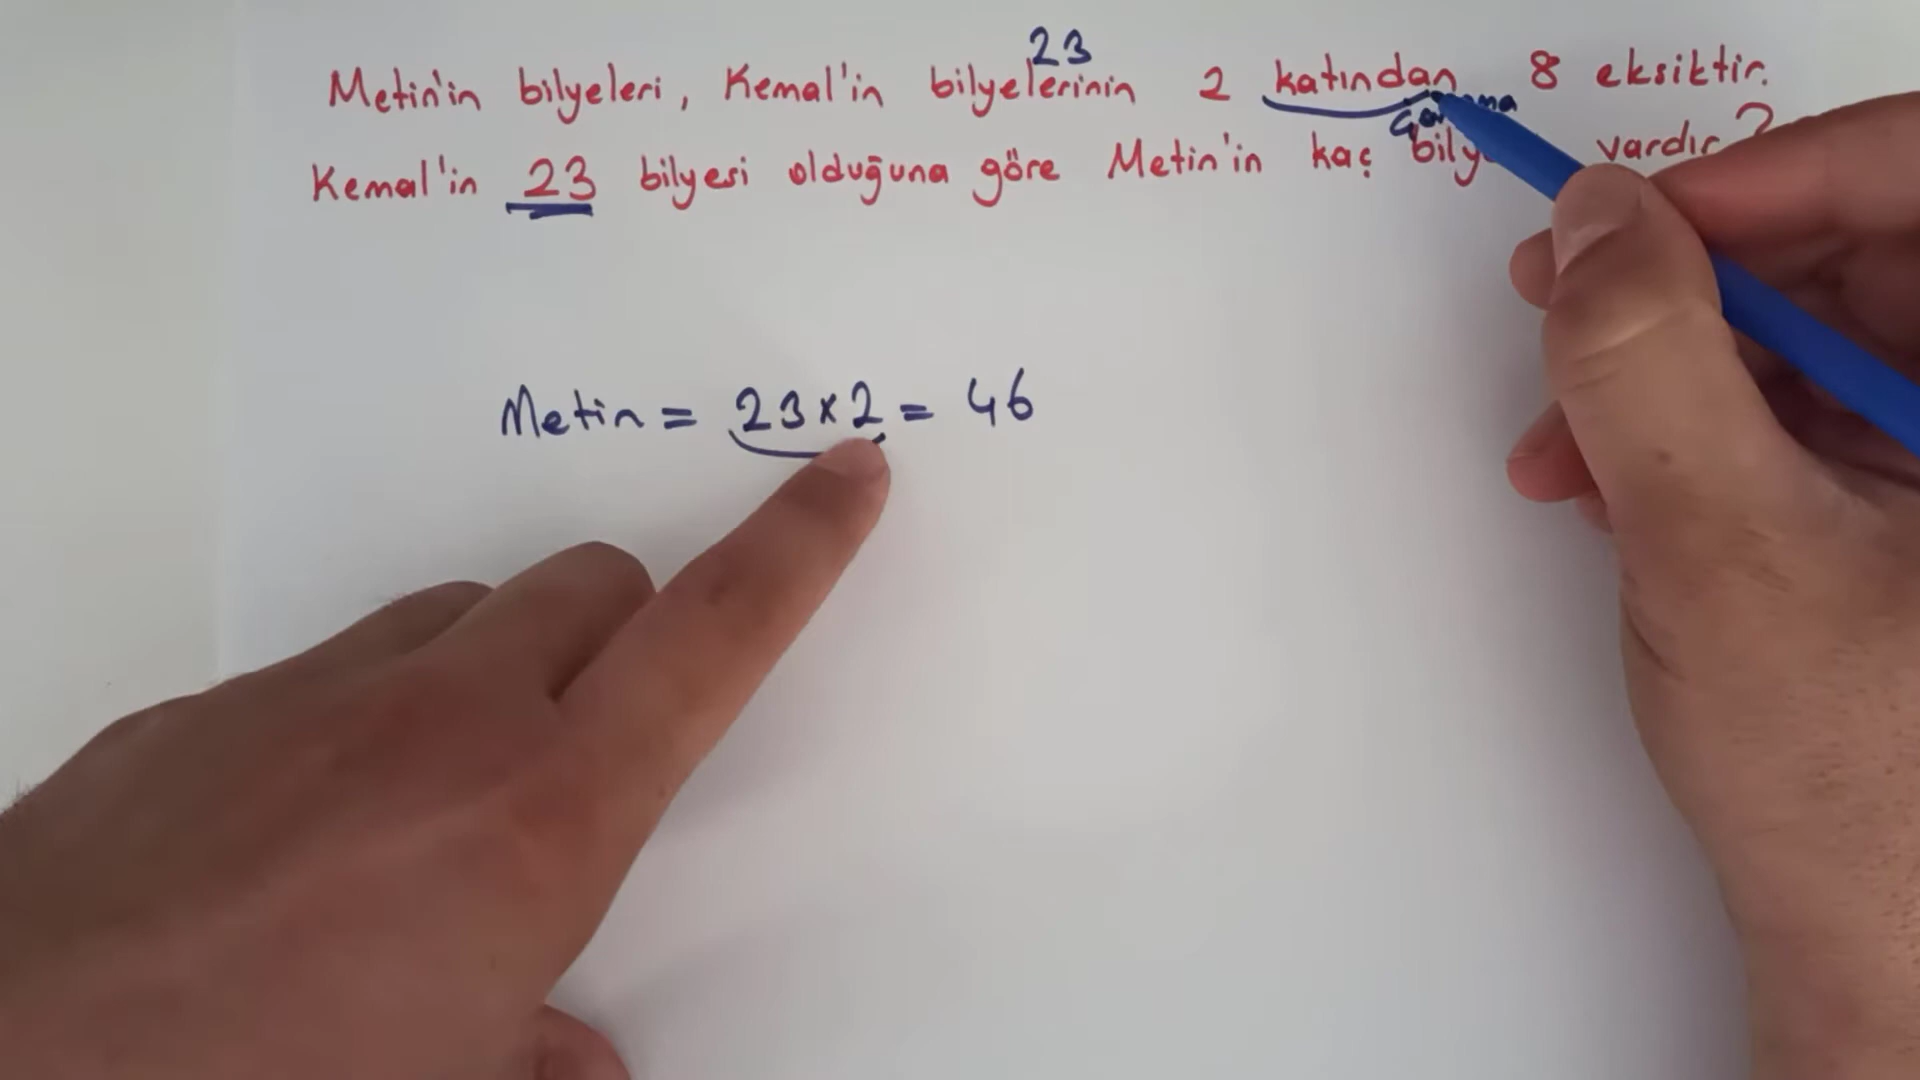 23
Metin'in bilyeleri, Kemal'in bilyelerinin 2 katından 8 eksiktir.
Kemal'in 23 bilyesi olduğuna göre Metin'in kaç vardır?
Metin = 23 x 2 = 46